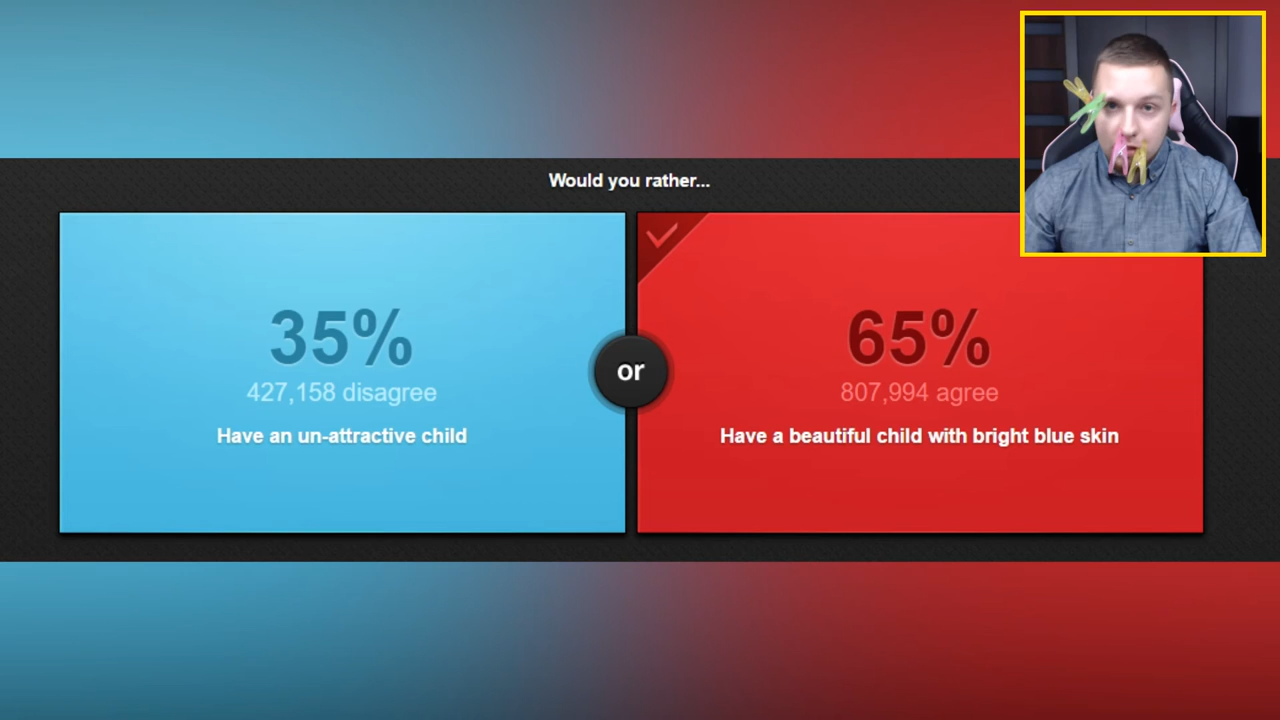 Would you rather...
35%
427,158 disagree
Have an un-attractive child
or
65%
807,994 agree
Have a beautiful child with bright blue skin